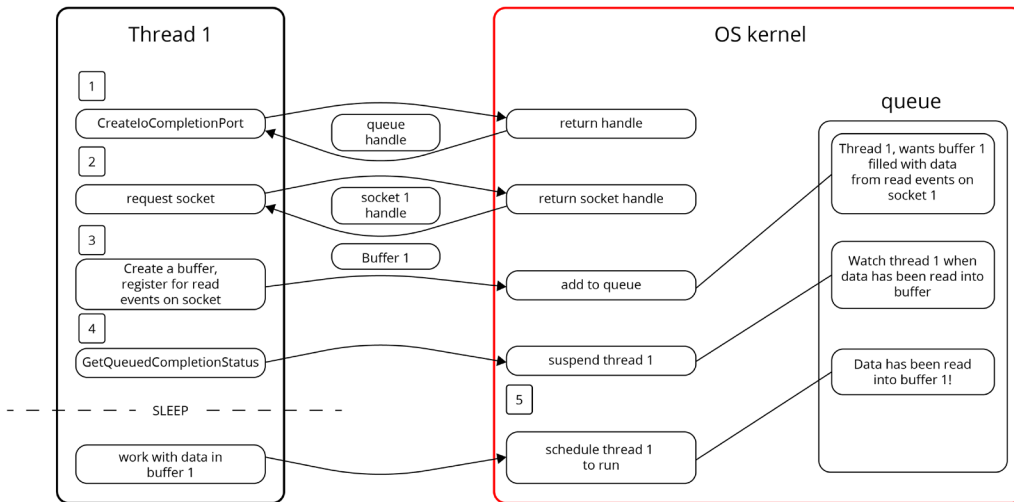 Thread 1
OS kernel
1
CreateIoCompletionPort
queue
handle
return handle
queue
Thread 1, wants buffer 1
filled with data
from read events on
socket 1
2
request socket
socket 1
handle
return socket handle
3
Buffer 1
Create a buffer,
register for read
events on socket
add to queue
Watch thread 1 when
data has been read into
buffer
4
GetQueuedCompletionStatus
suspend thread 1
Data has been read
into buffer 1!
5
SLEEP
work with data in
buffer 1
schedule thread 1
to run